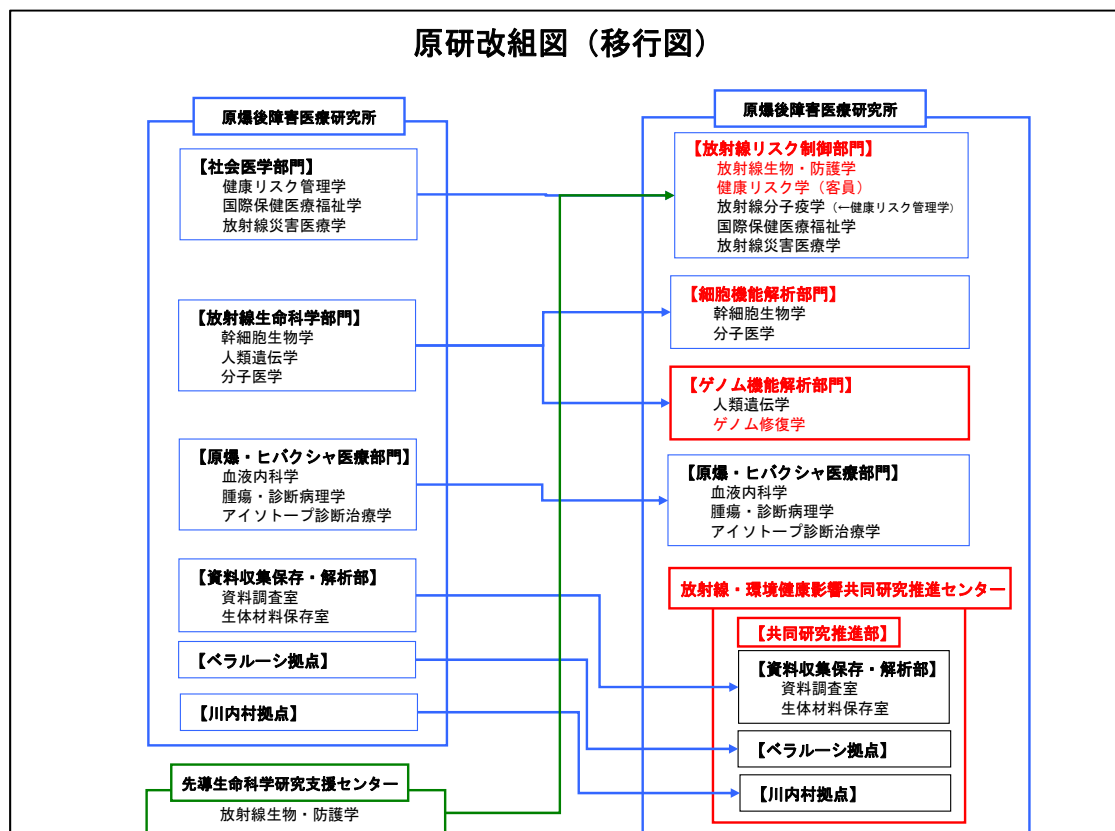 原研改組図（移行図）
原爆後障害医療研究所
【社会医学部門】
健康リスク管理学
国際保健医療福祉学
放射線災害医療学
【放射線生命科学部門】
幹細胞生物学
人類遺伝学
分子医学
【原爆・ヒバクシャ医療部門】
血液内科学
腫瘍・診断病理学
アイソトープ診断治療学
【資料収集保存・解析部】
資料調査室
生体材料保存室
【ベラルーシ拠点】
【川内村拠点】
先導生命科学研究支援センター
放射線生物・防護学
原爆後障害医療研究所
【放射線リスク制御部門】
放射線生物・防護学
健康リスク学（客員）
放射線分子疫学（←健康リスク管理学）
国際保健医療福祉学
放射線災害医療学
【細胞機能解析部門】
幹細胞生物学
分子医学
【ゲノム機能解析部門】
人類遺伝学
ゲノム修復学
【原爆・ヒバクシャ医療部門】
血液内科学
腫瘍・診断病理学
アイソトープ診断治療学
放射線・環境健康影響共同研究推進センター
【共同研究推進部】
【資料収集保存・解析部】
資料調査室
生体材料保存室
【ベラルーシ拠点】
【川内村拠点】